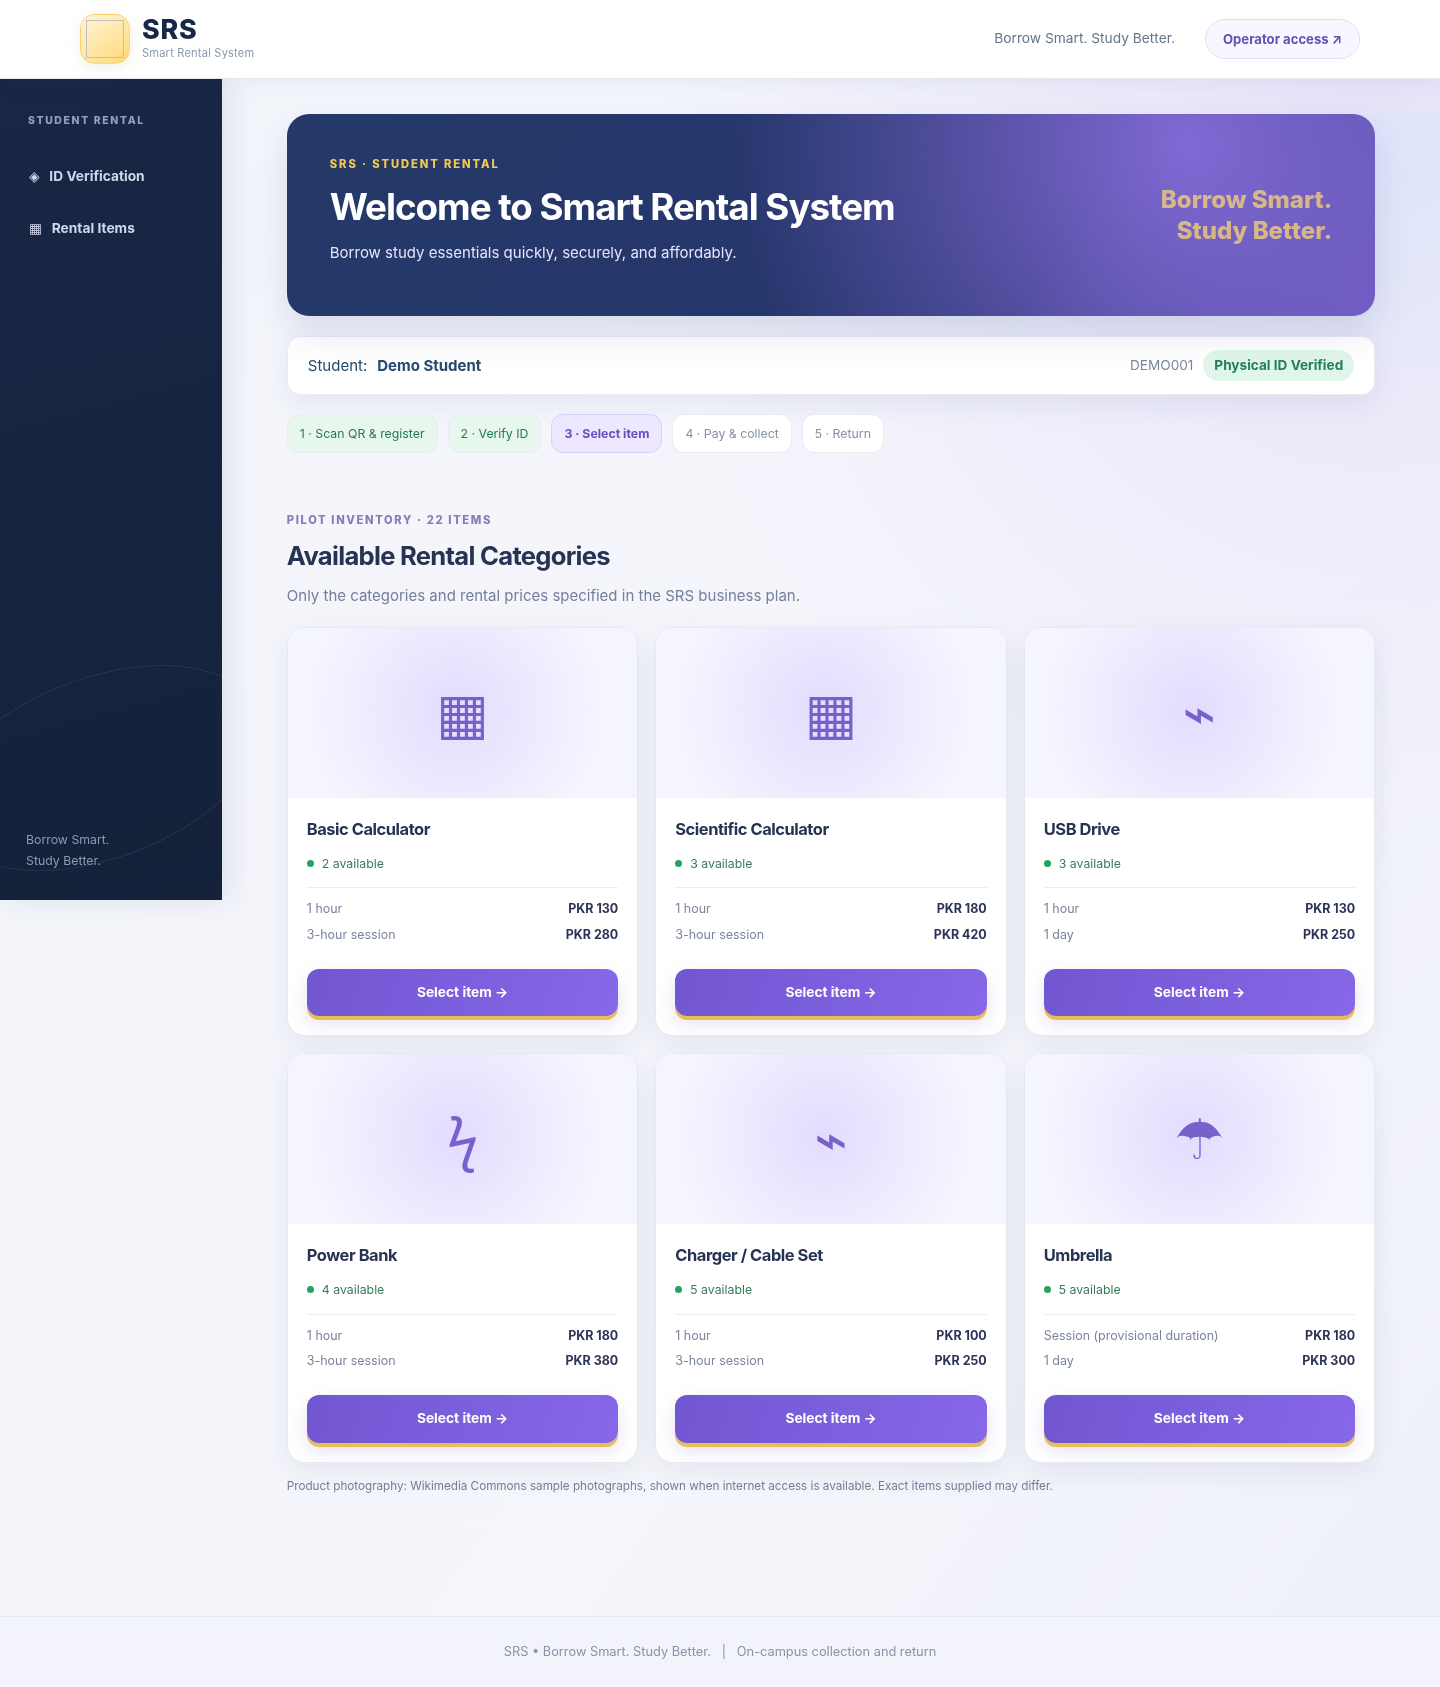 SRS
Smart Rental System
Borrow Smart. Study Better.
Operator access ↗
STUDENT RENTAL
◈ ID Verification
▦ Rental Items
Borrow Smart.
Study Better.
SRS · STUDENT RENTAL
Welcome to Smart Rental System
Borrow study essentials quickly, securely, and affordably.
Borrow Smart.
Study Better.
Student: Demo Student
DEMO001 Physical ID Verified
1 · Scan QR & register
2 · Verify ID
3 · Select item
4 · Pay & collect
5 · Return
PILOT INVENTORY · 22 ITEMS
Available Rental Categories
Only the categories and rental prices specified in the SRS business plan.
Basic Calculator
2 available
1 hour PKR 130
3-hour session PKR 280
Select item →
Scientific Calculator
3 available
1 hour PKR 180
3-hour session PKR 420
Select item →
USB Drive
3 available
1 hour PKR 130
1 day PKR 250
Select item →
Power Bank
4 available
1 hour PKR 180
3-hour session PKR 380
Select item →
Charger / Cable Set
5 available
1 hour PKR 100
3-hour session PKR 250
Select item →
Umbrella
5 available
Session (provisional duration) PKR 180
1 day PKR 300
Select item →
Product photography: Wikimedia Commons sample photographs, shown when internet access is available. Exact items supplied may differ.
SRS • Borrow Smart. Study Better. | On-campus collection and return